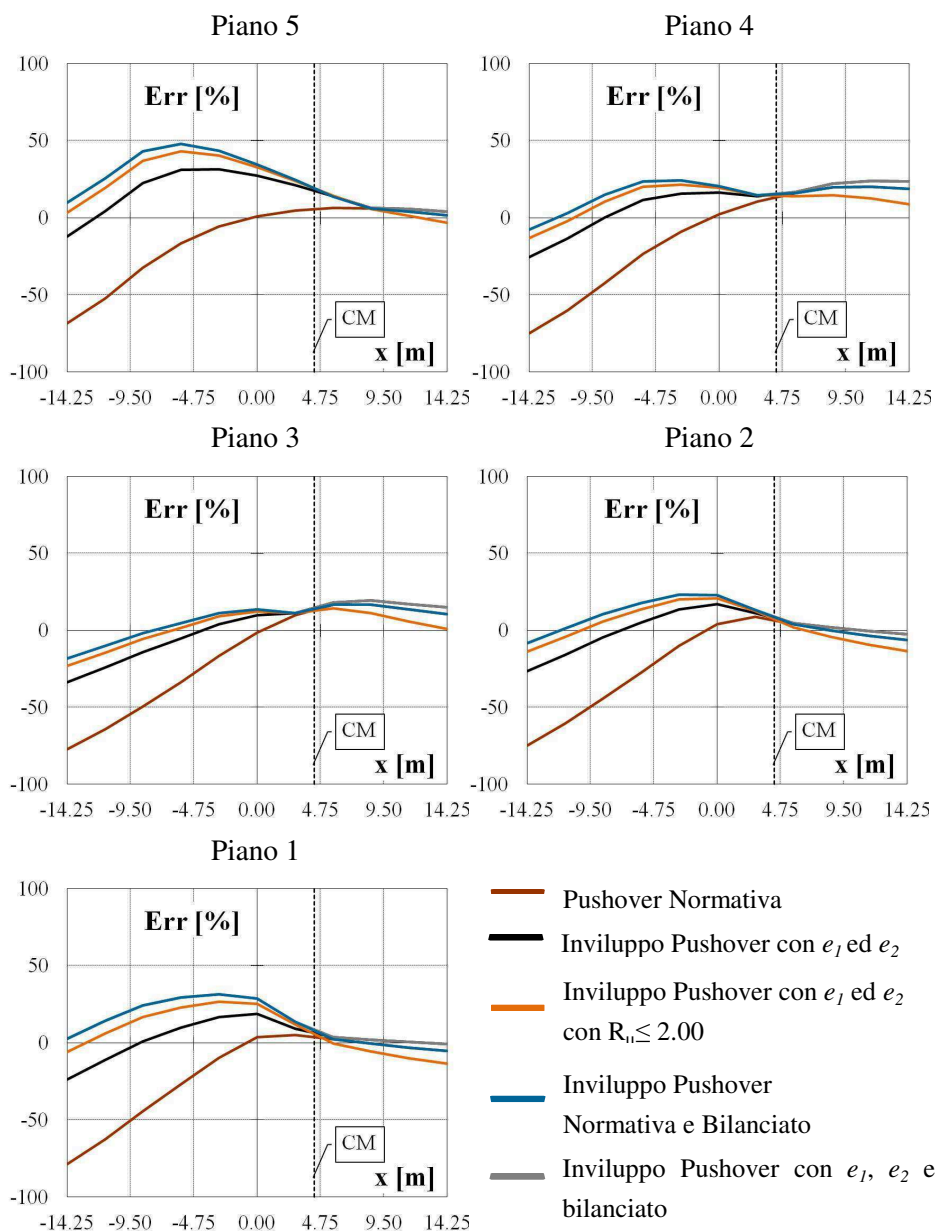 Piano 5
Piano 4
100
50
0
-50
-100
Err [%]
CM
x [m]
-14.25 -9.50 -4.75 0.00 4.75 9.50 14.25
100
50
0
-50
-100
Err [%]
CM
x [m]
-14.25 -9.50 -4.75 0.00 4.75 9.50 14.25
Piano 3
Piano 2
100
50
0
-50
-100
Err [%]
CM
x [m]
-14.25 -9.50 -4.75 0.00 4.75 9.50 14.25
100
50
0
-50
-100
Err [%]
CM
x [m]
-14.25 -9.50 -4.75 0.00 4.75 9.50 14.25
Piano 1
100
50
0
-50
-100
Err [%]
CM
x [m]
-14.25 -9.50 -4.75 0.00 4.75 9.50 14.25
Pushover Normativa
Inviluppo Pushover con e₁ ed e₂
Inviluppo Pushover con e₁ ed e₂
con Rμ≤ 2.00
Inviluppo Pushover
Normativa e Bilanciato
Inviluppo Pushover con e₁, e₂ e
bilanciato